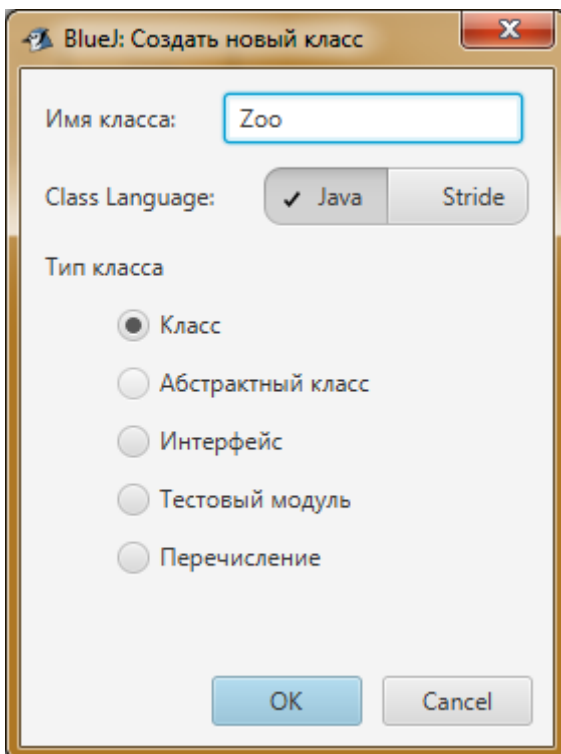 BlueJ: Создать новый класс
Имя класса: Zoo
Class Language: ✓ Java Stride
Тип класса
Класс
Абстрактный класс
Интерфейс
Тестовый модуль
Перечисление
OK Cancel